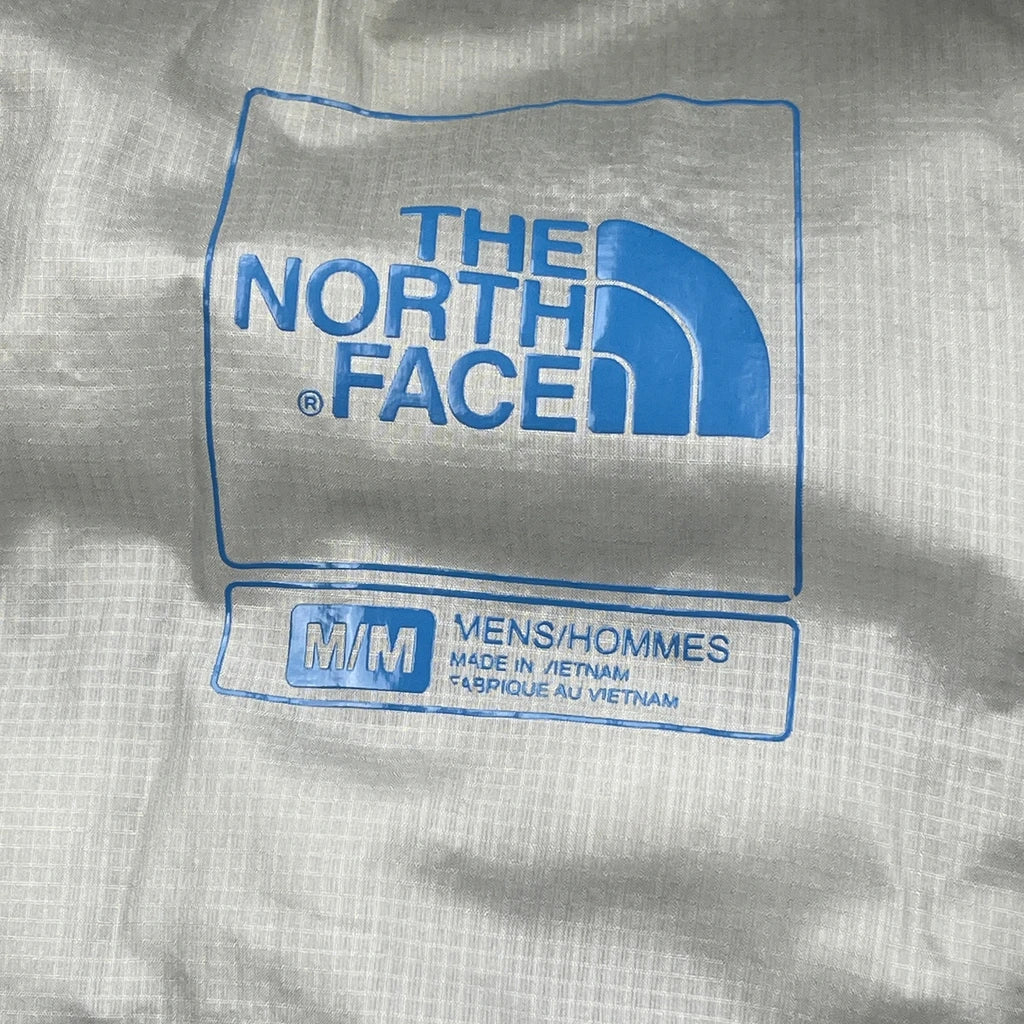 THE
NORTH
FACE
®
M/M
MENS/HOMMES
MADE IN VIETNAM
FABRIQUE AU VIETNAM